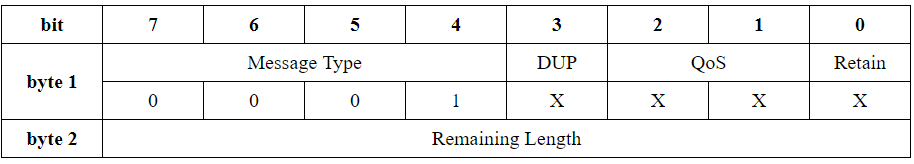 bit 7 6 5 4 3 2 1 0
byte 1 Message Type DUP QoS Retain
0 0 0 1 X X X X
byte 2 Remaining Length